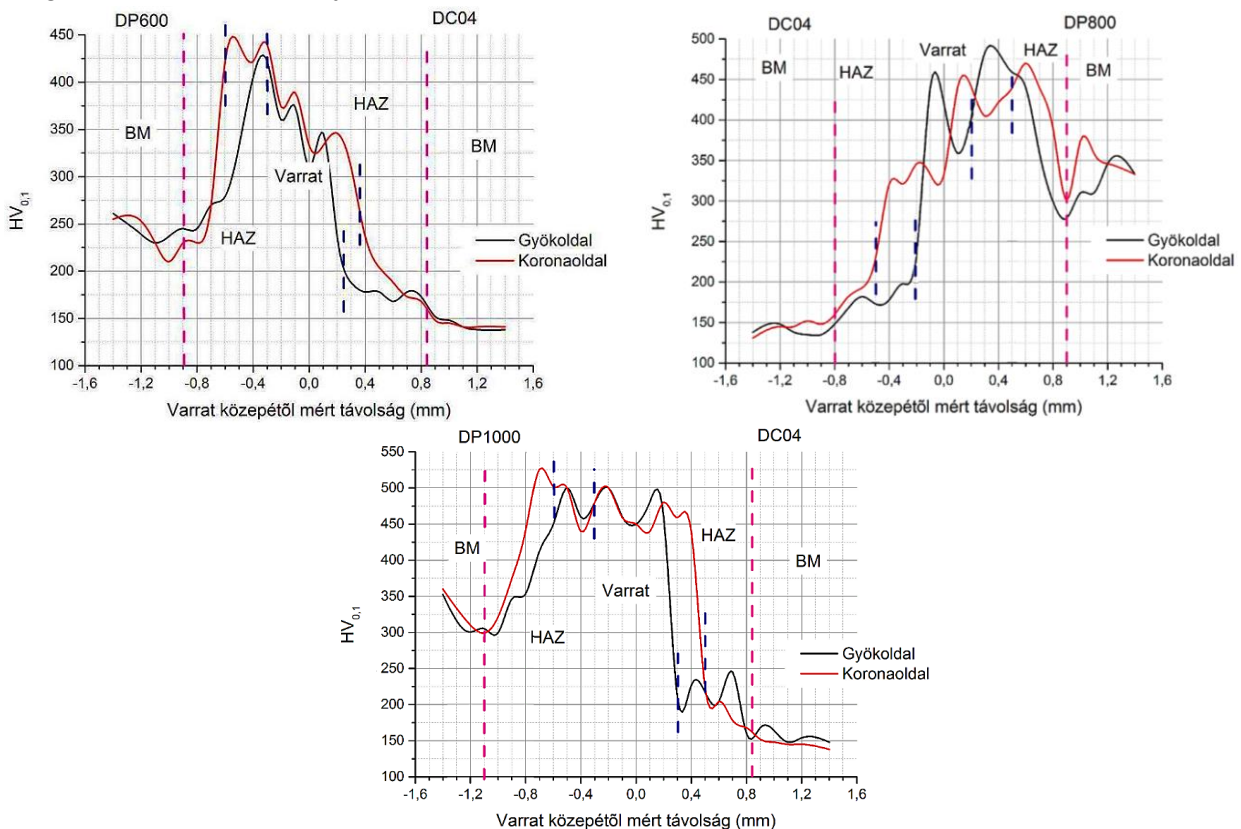 DP600 DC04
450
400
350
300
250
200
150
100
HV0,1
BM
HAZ
HAZ
Varrat
BM
Gyökoldal
Koronaoldal
-1,6 -1,2 -0,8 -0,4 0,0 0,4 0,8 1,2 1,6
Varrat közepétől mért távolság (mm)
DC04 DP800
500
450
400
350
300
250
200
150
100
HV0,1
BM
HAZ
Varrat
HAZ
BM
Gyökoldal
Koronaoldal
-1,6 -1,2 -0,8 -0,4 0,0 0,4 0,8 1,2 1,6
Varrat közepétől mért távolság (mm)
DP1000 DC04
550
500
450
400
350
300
250
200
150
100
HV0,1
BM
HAZ
Varrat
HAZ
BM
Gyökoldal
Koronaoldal
-1,6 -1,2 -0,8 -0,4 0,0 0,4 0,8 1,2 1,6
Varrat közepétől mért távolság (mm)